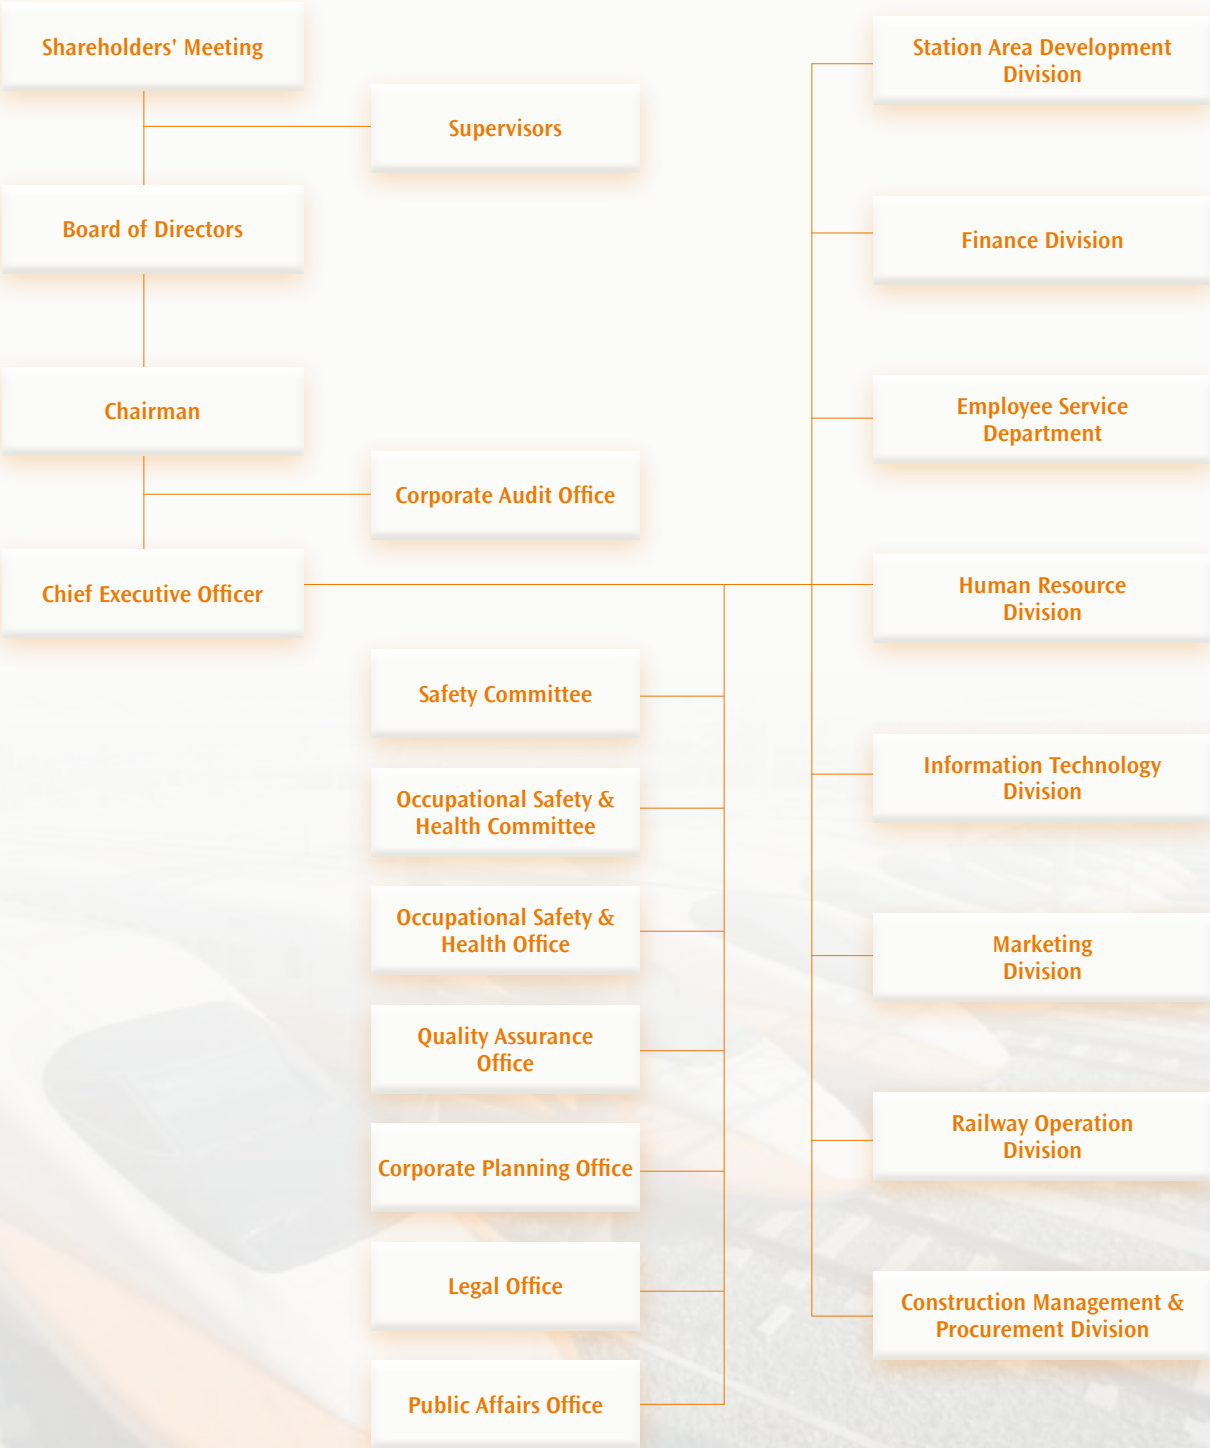 Shareholders' Meeting
Supervisors
Board of Directors
Chairman
Corporate Audit Office
Chief Executive Officer
Safety Committee
Occupational Safety &
Health Committee
Occupational Safety &
Health Office
Quality Assurance
Office
Corporate Planning Office
Legal Office
Public Affairs Office
Station Area Development
Division
Finance Division
Employee Service
Department
Human Resource
Division
Information Technology
Division
Marketing
Division
Railway Operation
Division
Construction Management &
Procurement Division